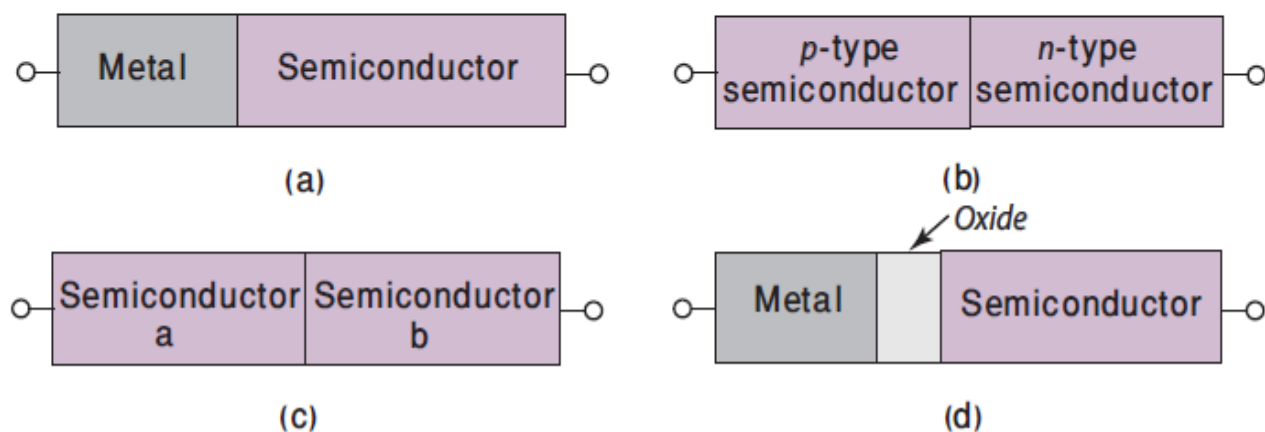 Metal
Semiconductor
(a)
p-type
semiconductor
n-type
semiconductor
(b)
Semiconductor
a
Semiconductor
b
(c)
Oxide
Metal
Semiconductor
(d)